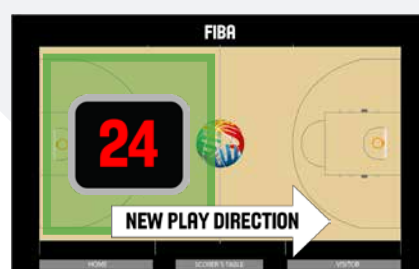 FIBA
24
NEW PLAY DIRECTION
HOME
SCORER'S TABLE
VISITOR